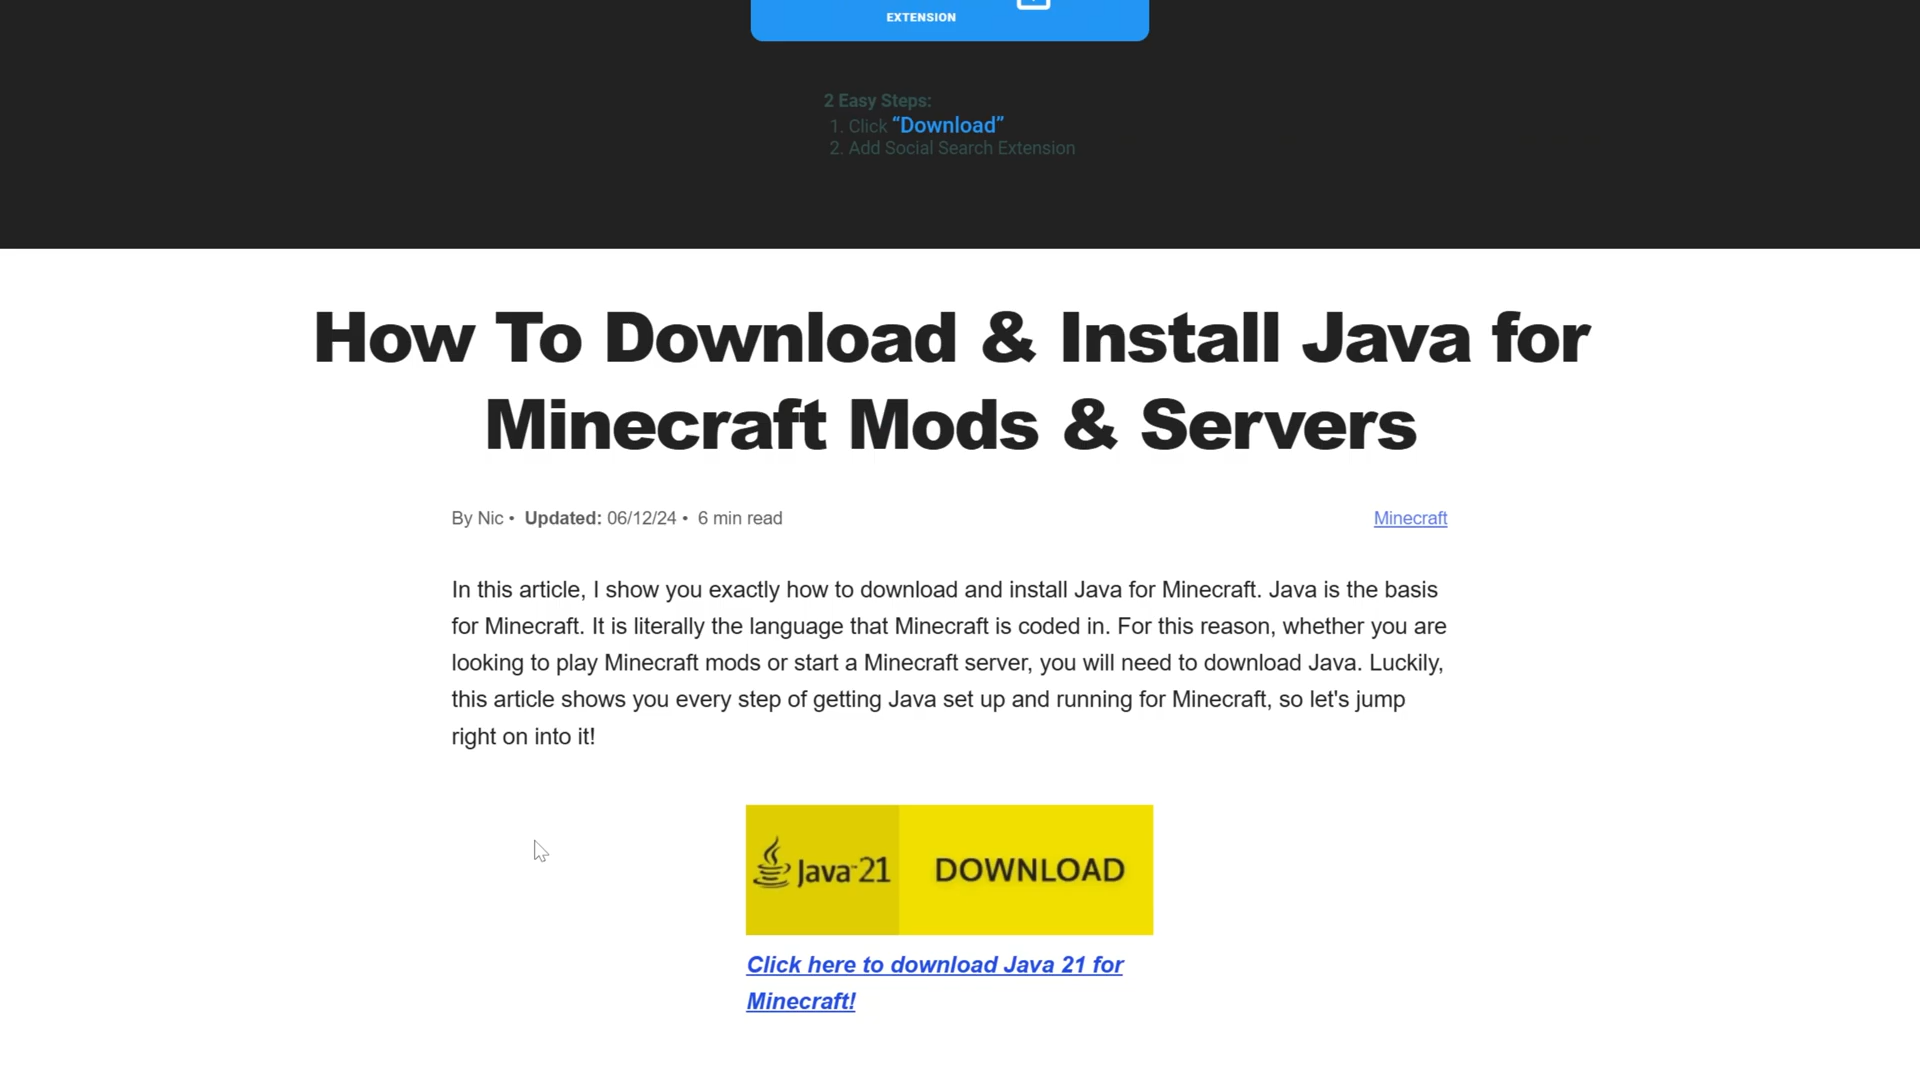 EXTENSION
2 Easy Steps:
1. Click “Download”
2. Add Social Search Extension
How To Download & Install Java for
Minecraft Mods & Servers
By Nic • Updated: 06/12/24 • 6 min read
Minecraft
In this article, I show you exactly how to download and install Java for Minecraft. Java is the basis
for Minecraft. It is literally the language that Minecraft is coded in. For this reason, whether you are
looking to play Minecraft mods or start a Minecraft server, you will need to download Java. Luckily,
this article shows you every step of getting Java set up and running for Minecraft, so let's jump
right on into it!
Java™21 DOWNLOAD
Click here to download Java 21 for
Minecraft!